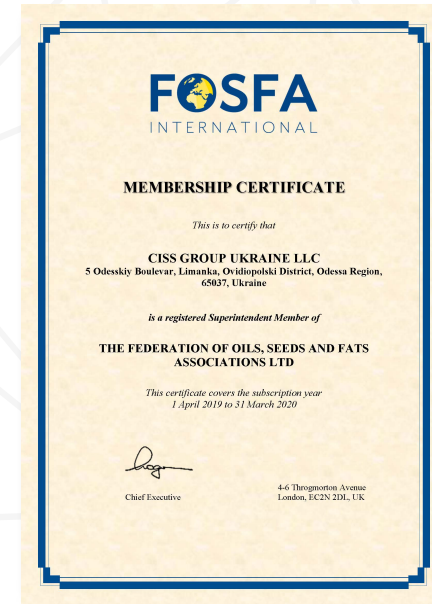 FOSFA
INTERNATIONAL
MEMBERSHIP CERTIFICATE
This is to certify that
CISS GROUP UKRAINE LLC
5 Odesskiy Boulevar, Limanka, Ovidiopolski District, Odessa Region,
65037, Ukraine
is a registered Superintendent Member of
THE FEDERATION OF OILS, SEEDS AND FATS
ASSOCIATIONS LTD
This certificate covers the subscription year
1 April 2019 to 31 March 2020
Chief Executive
4-6 Throgmorton Avenue
London, EC2N 2DL, UK